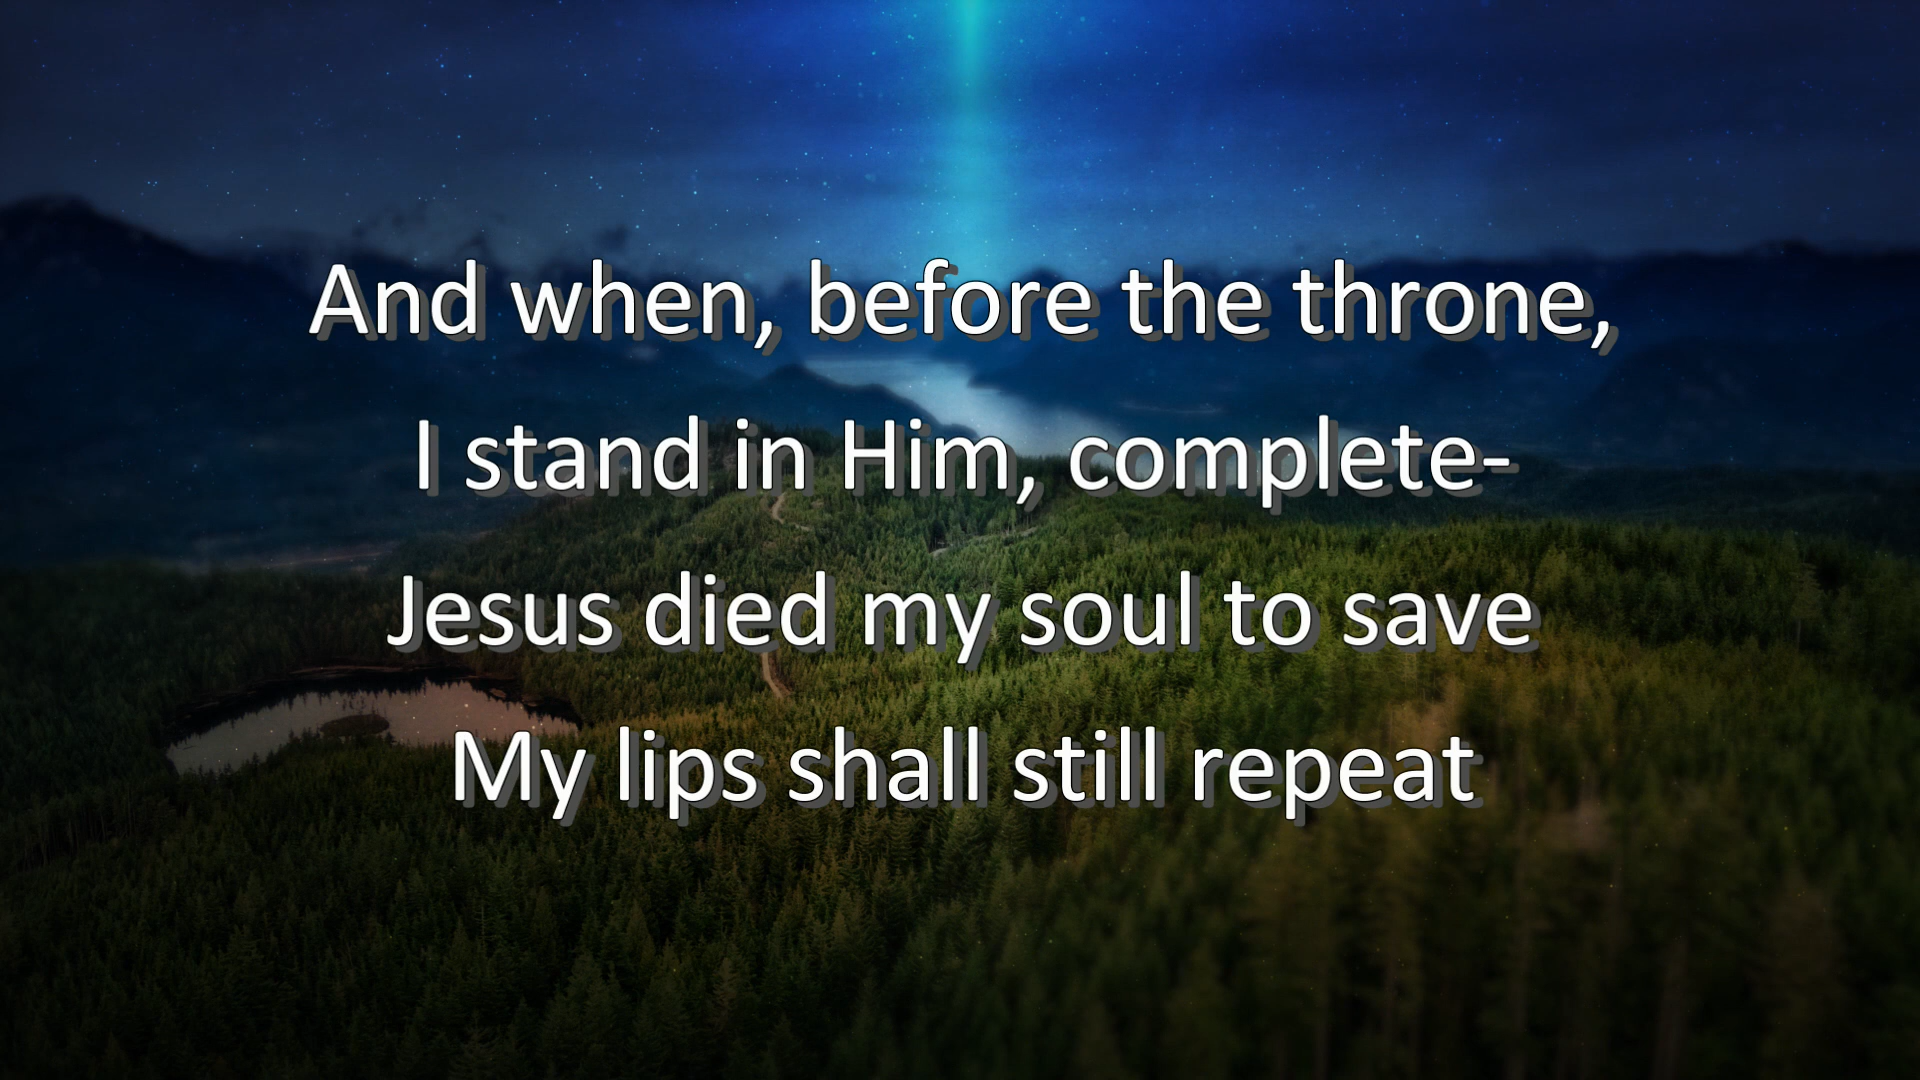 And when, before the throne,
I stand in Him, complete-
Jesus died my soul to save
My lips shall still repeat